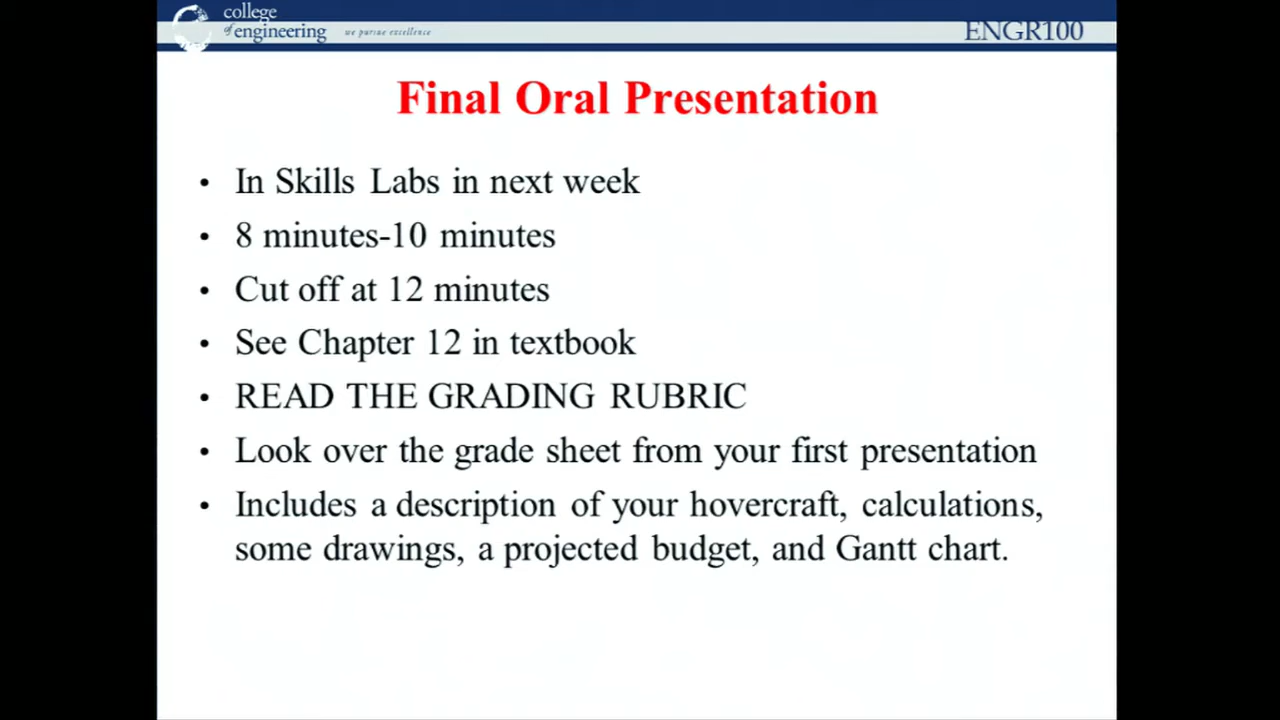 college
of engineering
we pursue excellence
ENGR100
Final Oral Presentation
• In Skills Labs in next week
• 8 minutes-10 minutes
• Cut off at 12 minutes
• See Chapter 12 in textbook
• READ THE GRADING RUBRIC
• Look over the grade sheet from your first presentation
• Includes a description of your hovercraft, calculations,
some drawings, a projected budget, and Gantt chart.